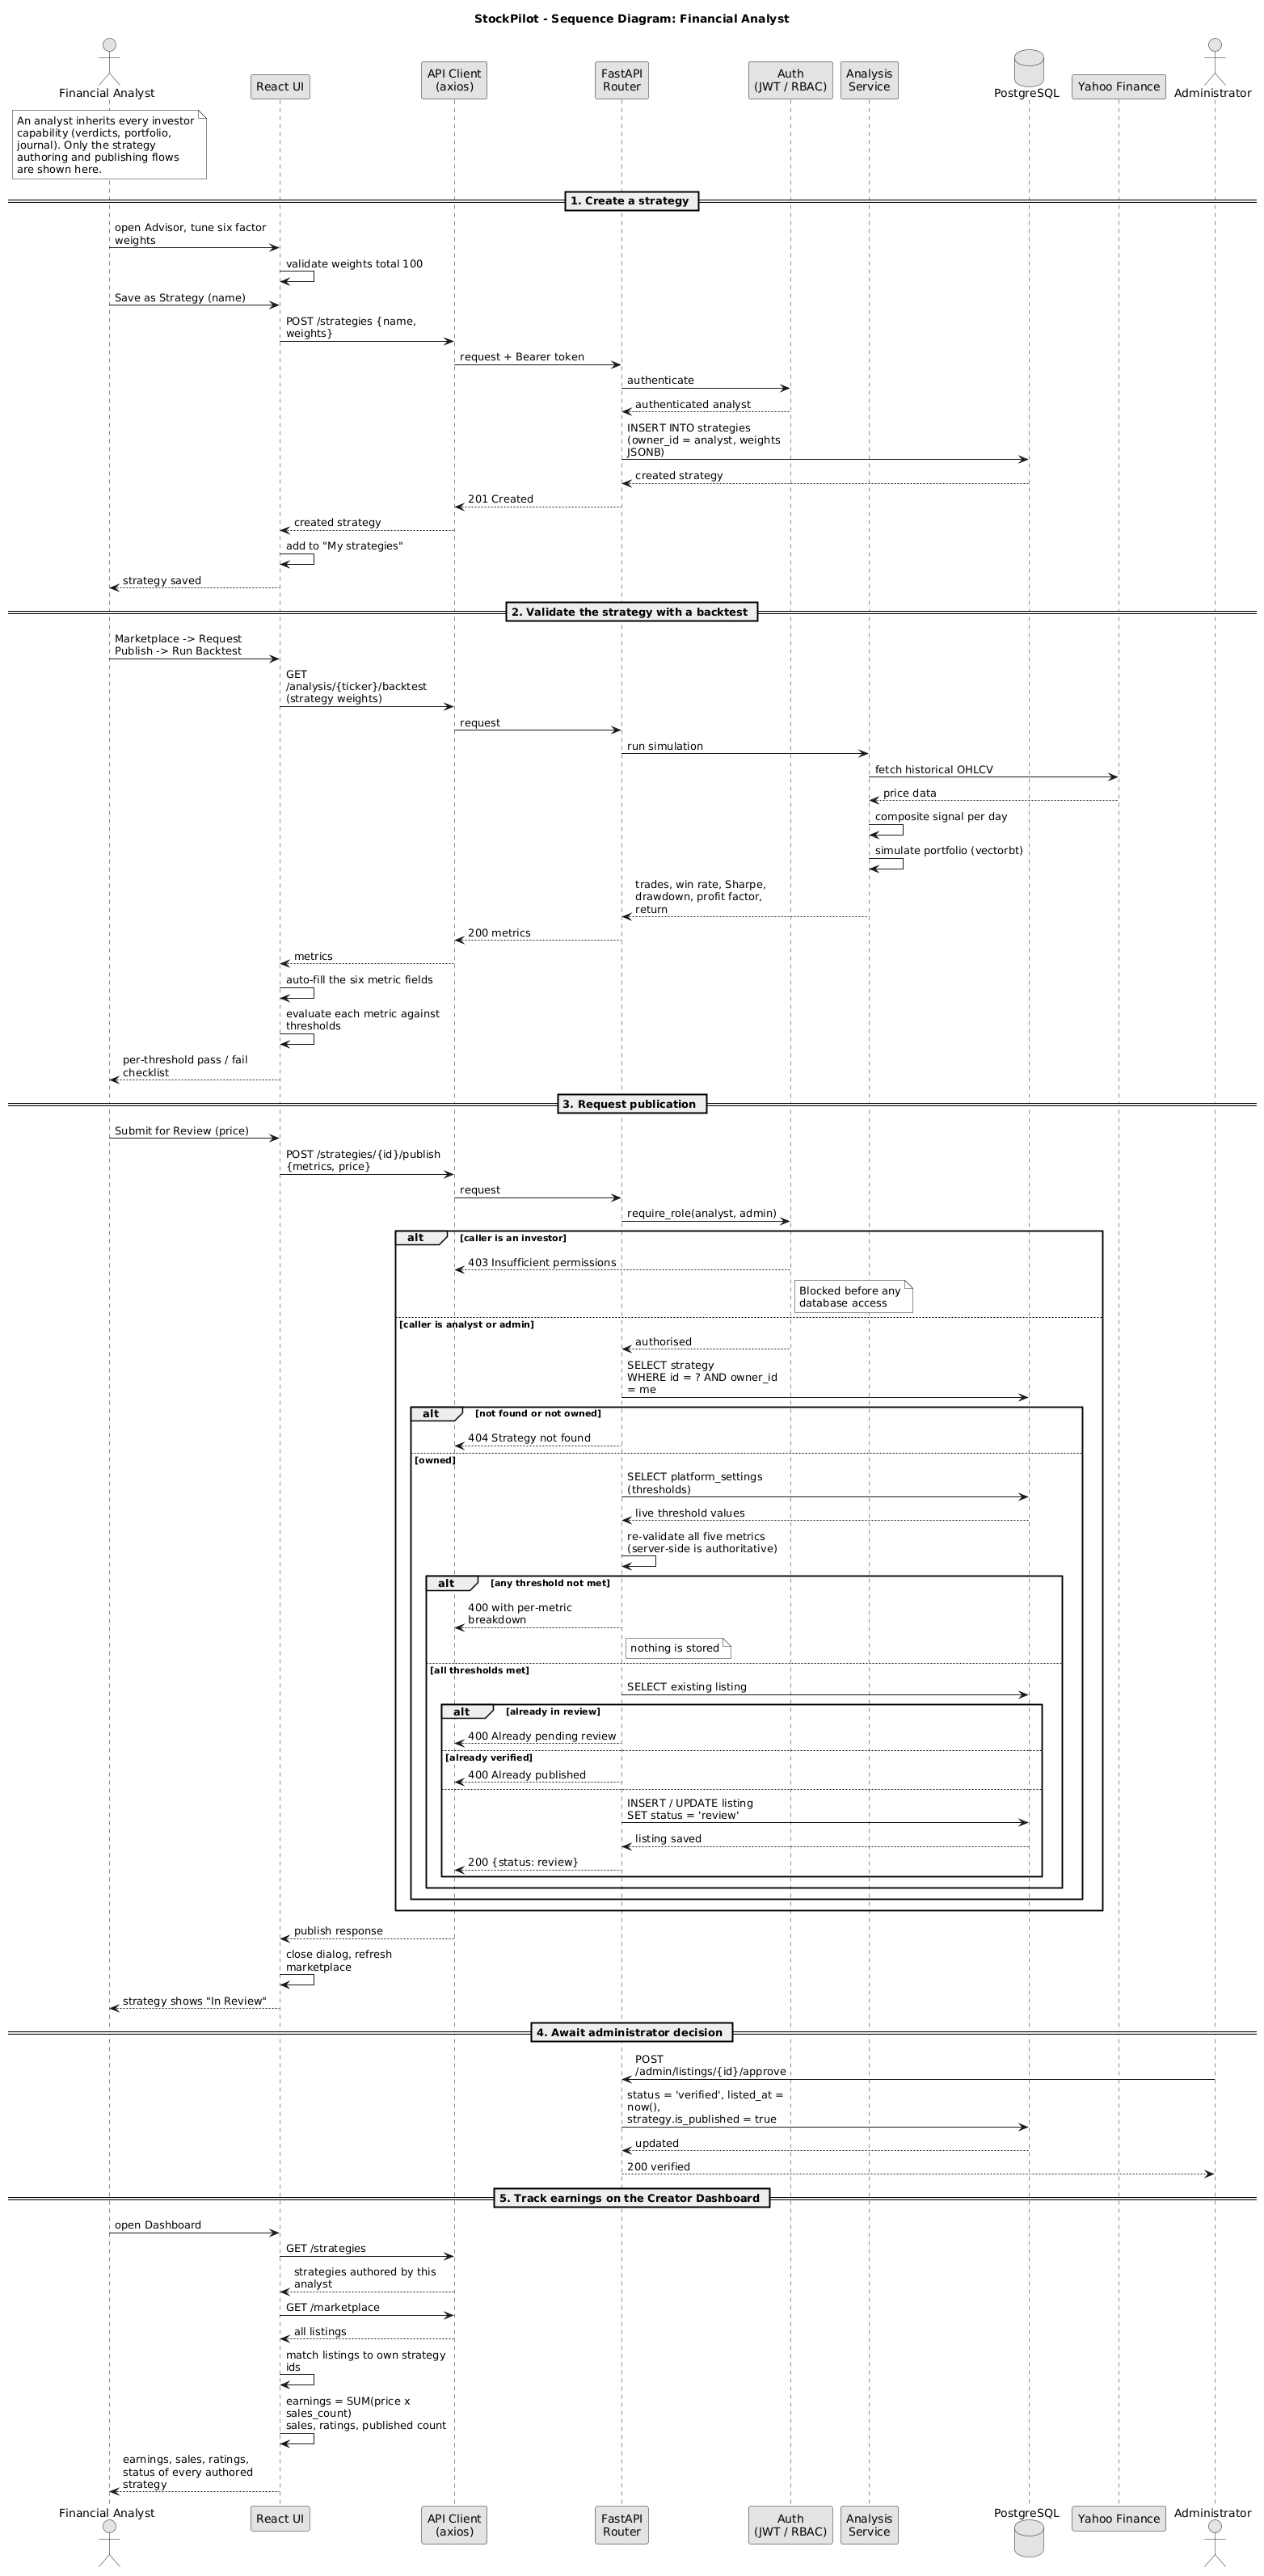 StockPilot - Sequence Diagram: Financial Analyst
Financial Analyst
React UI
API Client
(axios)
FastAPI
Router
Auth
(JWT / RBAC)
Analysis
Service
PostgreSQL
Yahoo Finance
Administrator
An analyst inherits every investor
capability (verdicts, portfolio,
journal). Only the strategy
authoring and publishing flows
are shown here.
1. Create a strategy
open Advisor, tune six factor
weights
validate weights total 100
Save as Strategy (name)
POST /strategies {name,
weights}
request + Bearer token
authenticate
authenticated analyst
INSERT INTO strategies
(owner_id = analyst, weights
JSONB)
created strategy
201 Created
created strategy
add to "My strategies"
strategy saved
2. Validate the strategy with a backtest
Marketplace -> Request
Publish -> Run Backtest
GET
/analysis/{ticker}/backtest
(strategy weights)
request
run simulation
fetch historical OHLCV
price data
composite signal per day
simulate portfolio (vectorbt)
trades, win rate, Sharpe,
drawdown, profit factor,
return
200 metrics
metrics
auto-fill the six metric fields
evaluate each metric against
thresholds
per-threshold pass / fail
checklist
3. Request publication
Submit for Review (price)
POST /strategies/{id}/publish
{metrics, price}
request
require_role(analyst, admin)
alt [caller is an investor]
403 Insufficient permissions
Blocked before any
database access
[caller is analyst or admin]
authorised
SELECT strategy
WHERE id = ? AND owner_id
= me
alt [not found or not owned]
404 Strategy not found
[owned]
SELECT platform_settings
(thresholds)
live threshold values
re-validate all five metrics
(server-side is authoritative)
alt [any threshold not met]
400 with per-metric
breakdown
nothing is stored
[all thresholds met]
SELECT existing listing
alt [already in review]
400 Already pending review
[already verified]
400 Already published
INSERT / UPDATE listing
SET status = 'review'
listing saved
200 {status: review}
publish response
close dialog, refresh
marketplace
strategy shows "In Review"
4. Await administrator decision
POST
/admin/listings/{id}/approve
status = 'verified', listed_at =
now(),
strategy.is_published = true
updated
200 verified
5. Track earnings on the Creator Dashboard
open Dashboard
GET /strategies
strategies authored by this
analyst
GET /marketplace
all listings
match listings to own strategy
ids
earnings = SUM(price x
sales_count)
sales, ratings, published count
earnings, sales, ratings,
status of every authored
strategy
Financial Analyst
React UI
API Client
(axios)
FastAPI
Router
Auth
(JWT / RBAC)
Analysis
Service
PostgreSQL
Yahoo Finance
Administrator